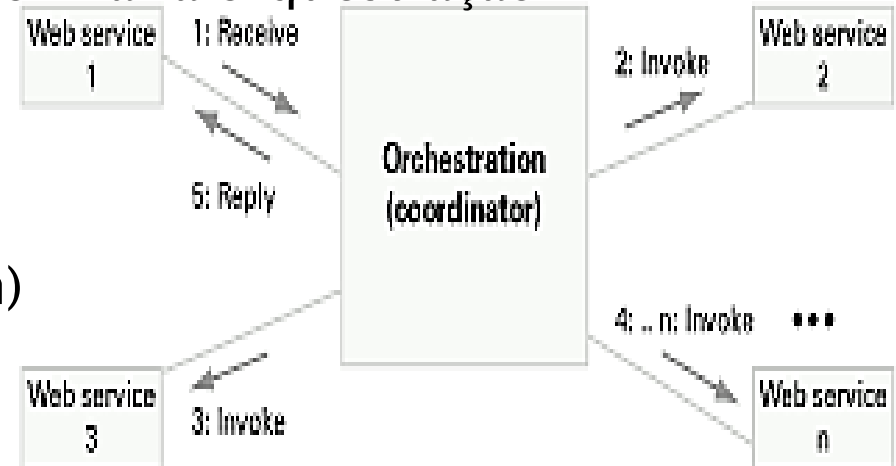 Web service
1
1: Receive
5: Reply
Orchestration
(coordinator)
2: Invoke
Web service
2
)
Web service
3
3: Invoke
4: .. n: Invoke •••
Web service
n